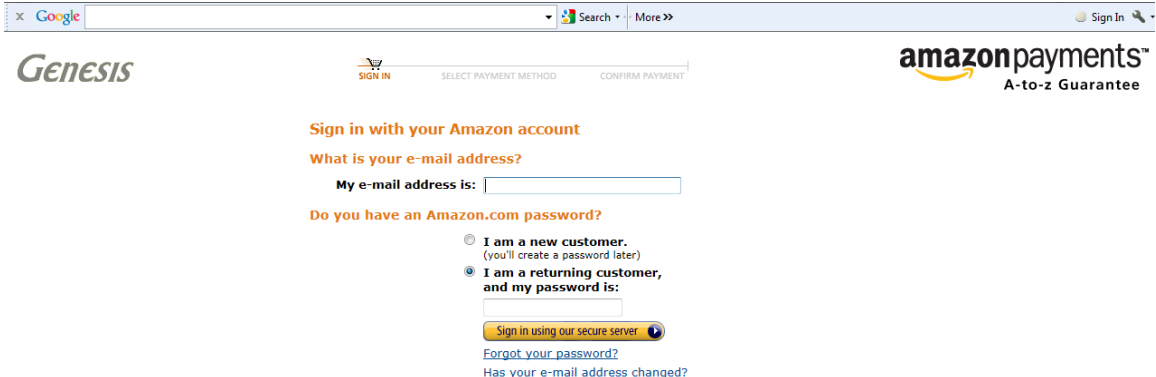 x Google Search More >> Sign In
Genesis
SIGN IN SELECT PAYMENT METHOD CONFIRM PAYMENT
amazonpayments™
A-to-z Guarantee
Sign in with your Amazon account
What is your e-mail address?
My e-mail address is:
Do you have an Amazon.com password?
I am a new customer.
(you'll create a password later)
I am a returning customer,
and my password is:
Sign in using our secure server
Forgot your password?
Has your e-mail address changed?